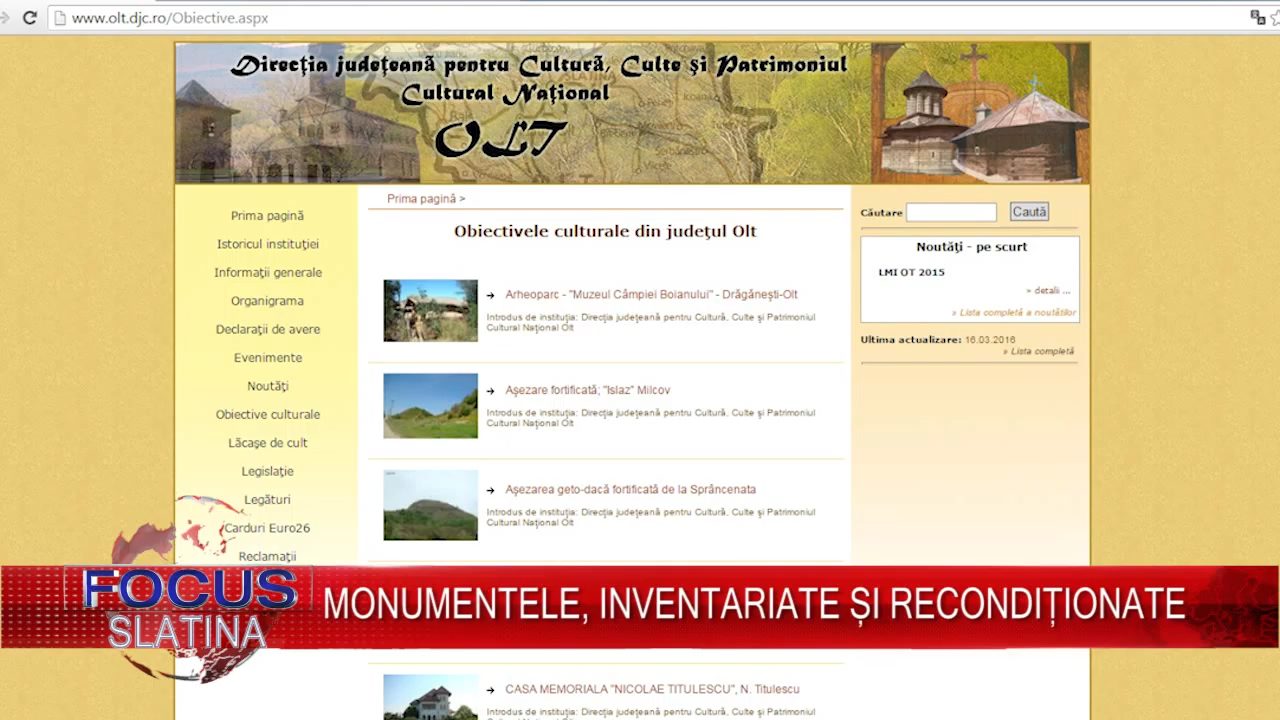 www.olt.djc.ro/Obiective.aspx
Direcţia judeţeană pentru Cultură, Culte şi Patrimoniul
Cultural Naţional
OLT
Prima pagină
Istoricul instituţiei
Informaţii generale
Organigrama
Declaraţii de avere
Evenimente
Noutăţi
Obiective culturale
Lăcaşe de cult
Legislaţie
Legături
Carduri Euro26
Reclamaţii
Prima pagină >
Obiectivele culturale din judeţul Olt
Arheoparc - "Muzeul Câmpiei Boianului" - Drăgăneşti-Olt
Introdus de instituţia: Direcţia judeţeană pentru Cultură, Culte şi Patrimoniul
Cultural Naţional Olt
Aşezare fortificată; "Islaz" Milcov
Introdus de instituţia: Direcţia judeţeană pentru Cultură, Culte şi Patrimoniul
Cultural Naţional Olt
Aşezarea geto-dacă fortificată de la Sprâncenata
Introdus de instituţia: Direcţia judeţeană pentru Cultură, Culte şi Patrimoniul
Cultural Naţional Olt
CASA MEMORIALA "NICOLAE TITULESCU", N. Titulescu
Introdus de instituţia: Direcţia judeţeană pentru Cultură, Culte şi Patrimoniul
Căutare
Caută
Noutăţi - pe scurt
LMI OT 2015
» detalii ...
» Lista completă a noutăţilor
Ultima actualizare: 16.03.2016
» Lista completă
FOCUS
SLATINA
MONUMENTELE, INVENTARIATE ȘI RECONDIȚIONATE